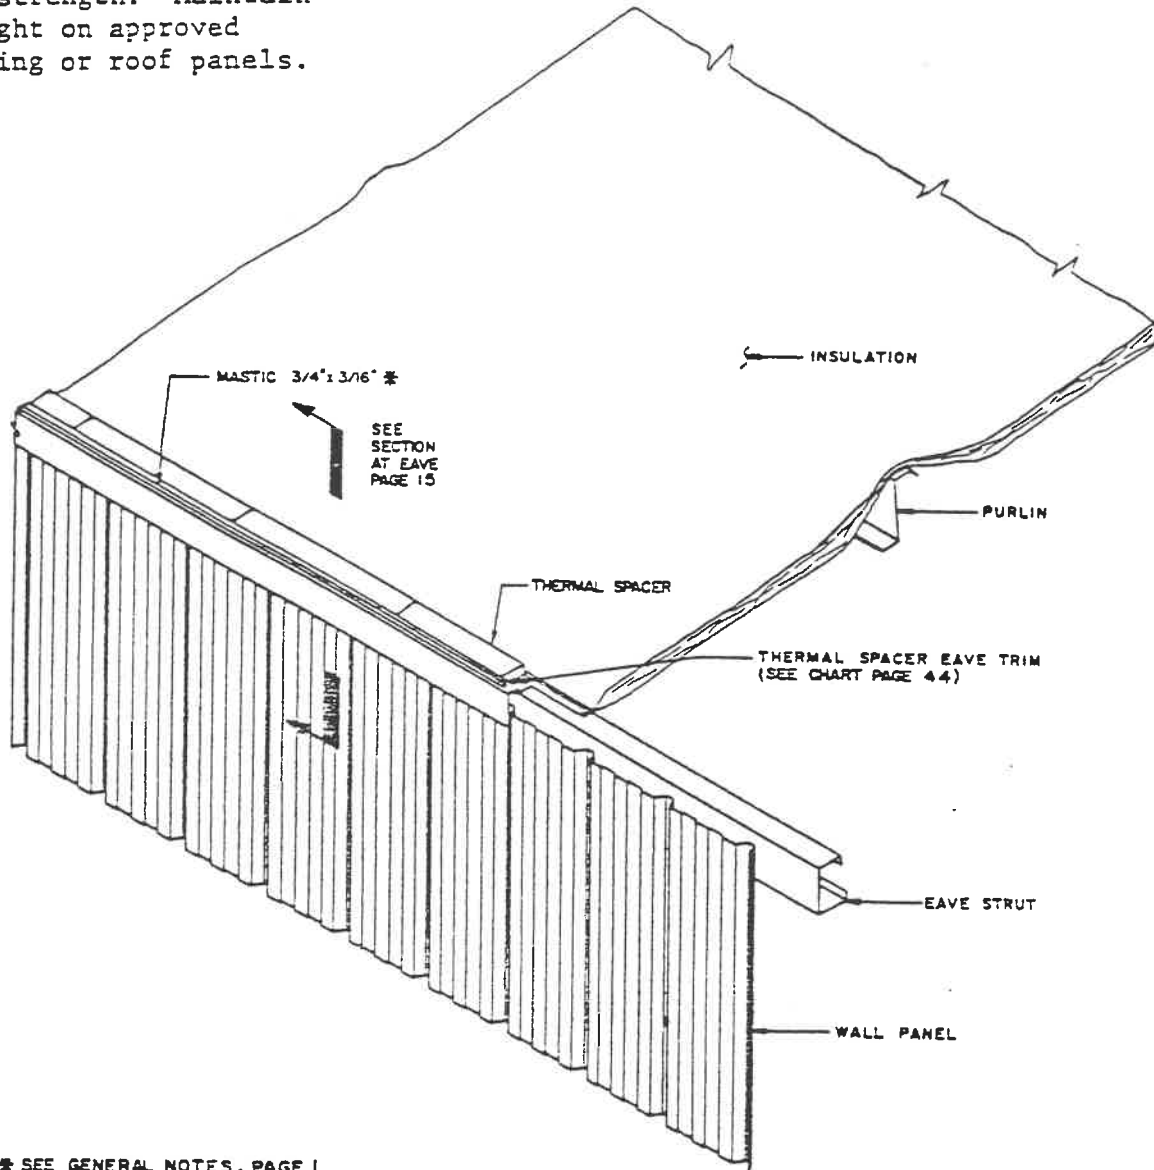 strength. Maintain
ght on approved
ing or roof panels.
INSULATION
MASTIC 3/4"x 3/16" *
SEE
SECTION
AT EAVE
PAGE 15
PURLIN
THERMAL SPACER
THERMAL SPACER EAVE TRIM
(SEE CHART PAGE 44)
EAVE STRUT
WALL PANEL
* SEE GENERAL NOTES, PAGE 1